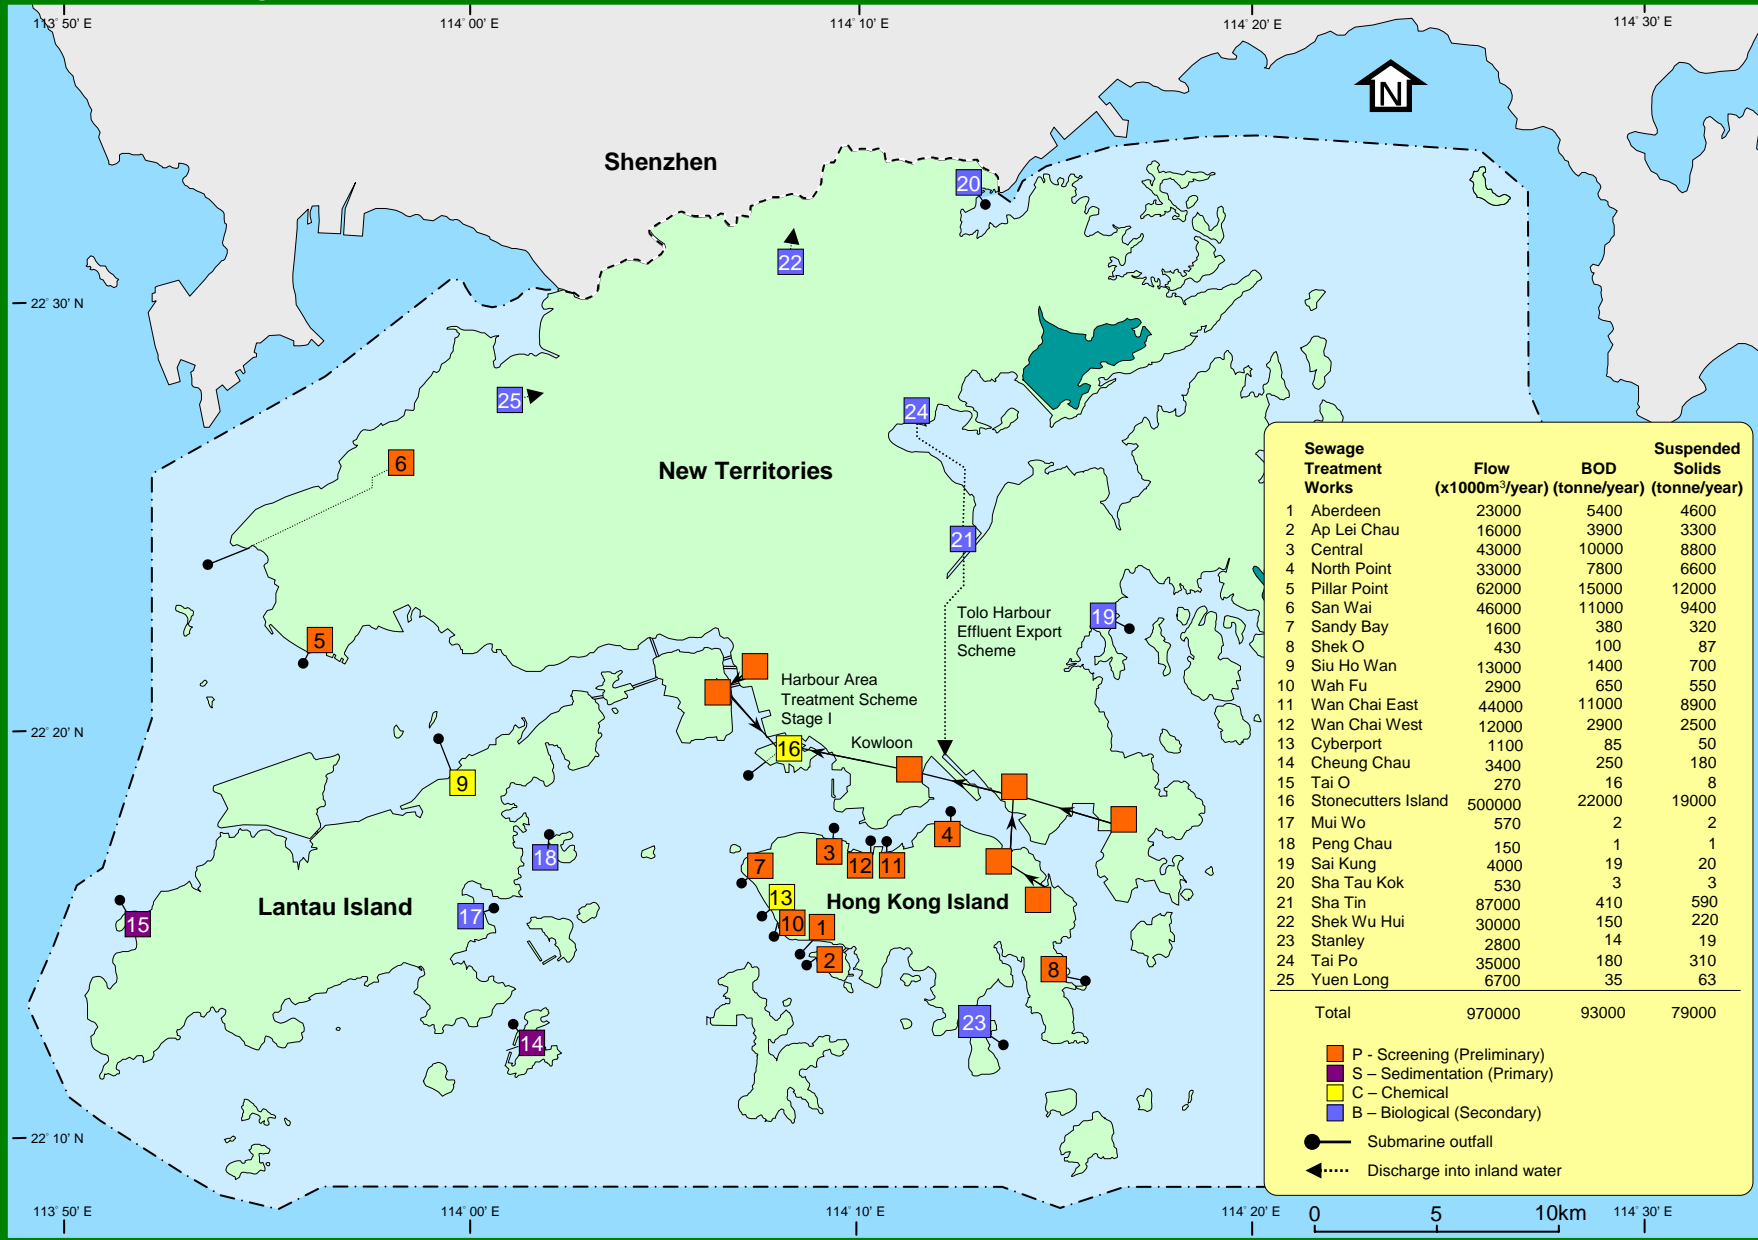 113° 50' E
114° 00' E
114° 10' E
114° 20' E
114° 30' E
N
Shenzhen
20
22
22° 30' N
25
24
6
New Territories
21
19
Tolo Harbour
Effluent Export
Scheme
5
Harbour Area
Treatment Scheme
Stage I
22° 20' N
16
Kowloon
9
4
3
12
11
18
7
13
Hong Kong Island
Lantau Island
17
15
10
1
2
8
23
14
22° 10' N
Sewage
Treatment
Works
Flow
(x1000m³/year)
BOD
(tonne/year)
Suspended
Solids
(tonne/year)
1 Aberdeen 23000 5400 4600
2 Ap Lei Chau 16000 3900 3300
3 Central 43000 10000 8800
4 North Point 33000 7800 6600
5 Pillar Point 62000 15000 12000
6 San Wai 46000 11000 9400
7 Sandy Bay 1600 380 320
8 Shek O 430 100 87
9 Siu Ho Wan 13000 1400 700
10 Wah Fu 2900 650 550
11 Wan Chai East 44000 11000 8900
12 Wan Chai West 12000 2900 2500
13 Cyberport 1100 85 50
14 Cheung Chau 3400 250 180
15 Tai O 270 16 8
16 Stonecutters Island 500000 22000 19000
17 Mui Wo 570 2 2
18 Peng Chau 150 1 1
19 Sai Kung 4000 19 20
20 Sha Tau Kok 530 3 3
21 Sha Tin 87000 410 590
22 Shek Wu Hui 30000 150 220
23 Stanley 2800 14 19
24 Tai Po 35000 180 310
25 Yuen Long 6700 35 63
Total 970000 93000 79000
P - Screening (Preliminary)
S – Sedimentation (Primary)
C – Chemical
B – Biological (Secondary)
Submarine outfall
Discharge into inland water
0 5 10km
113° 50' E
114° 00' E
114° 10' E
114° 20' E
114° 30' E